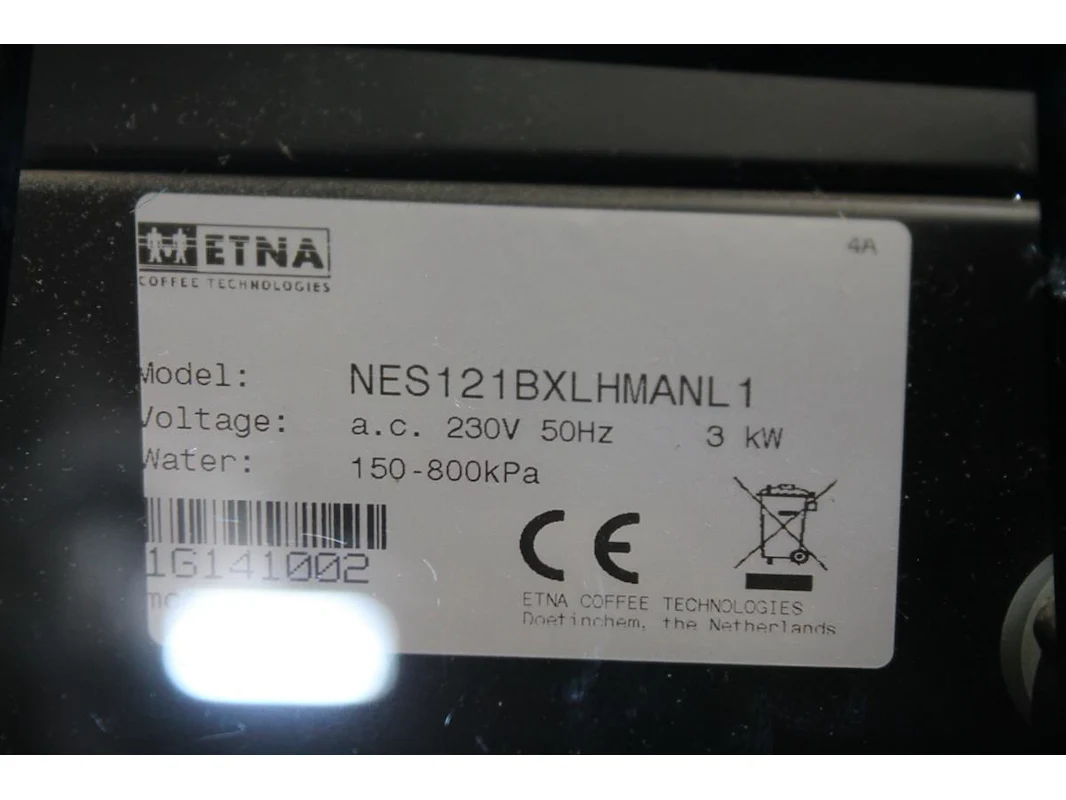 ETNA
COFFEE TECHNOLOGIES
4A
Model: NES121BXLHMANL1
Voltage: a.c. 230V 50Hz 3 kW
Water: 150-800kPa
1G141002
CE
ETNA COFFEE TECHNOLOGIES
Doetinchem, the Netherlands